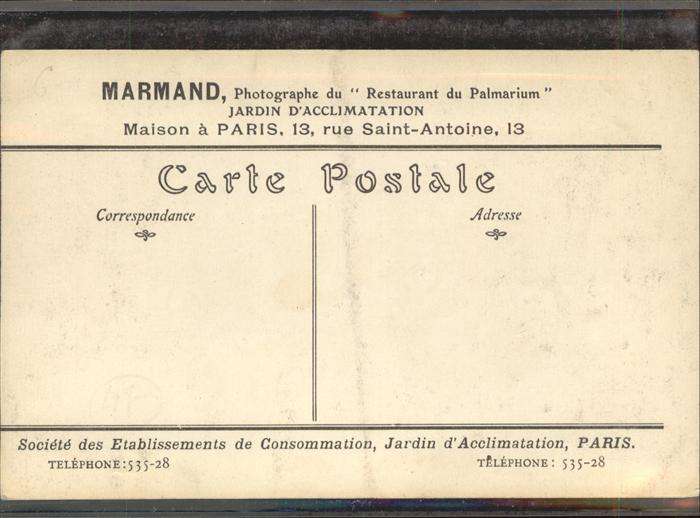 MARMAND, Photographe du “ Restaurant du Palmarium ”
JARDIN D'ACCLIMATATION
Maison à PARIS, 13, rue Saint-Antoine, 13
Carte Postale
Correspondance
Adresse
Société des Etablissements de Consommation, Jardin d'Acclimatation, PARIS.
TELÉPHONE:535-28
TÉLÉPHONE : 535-28